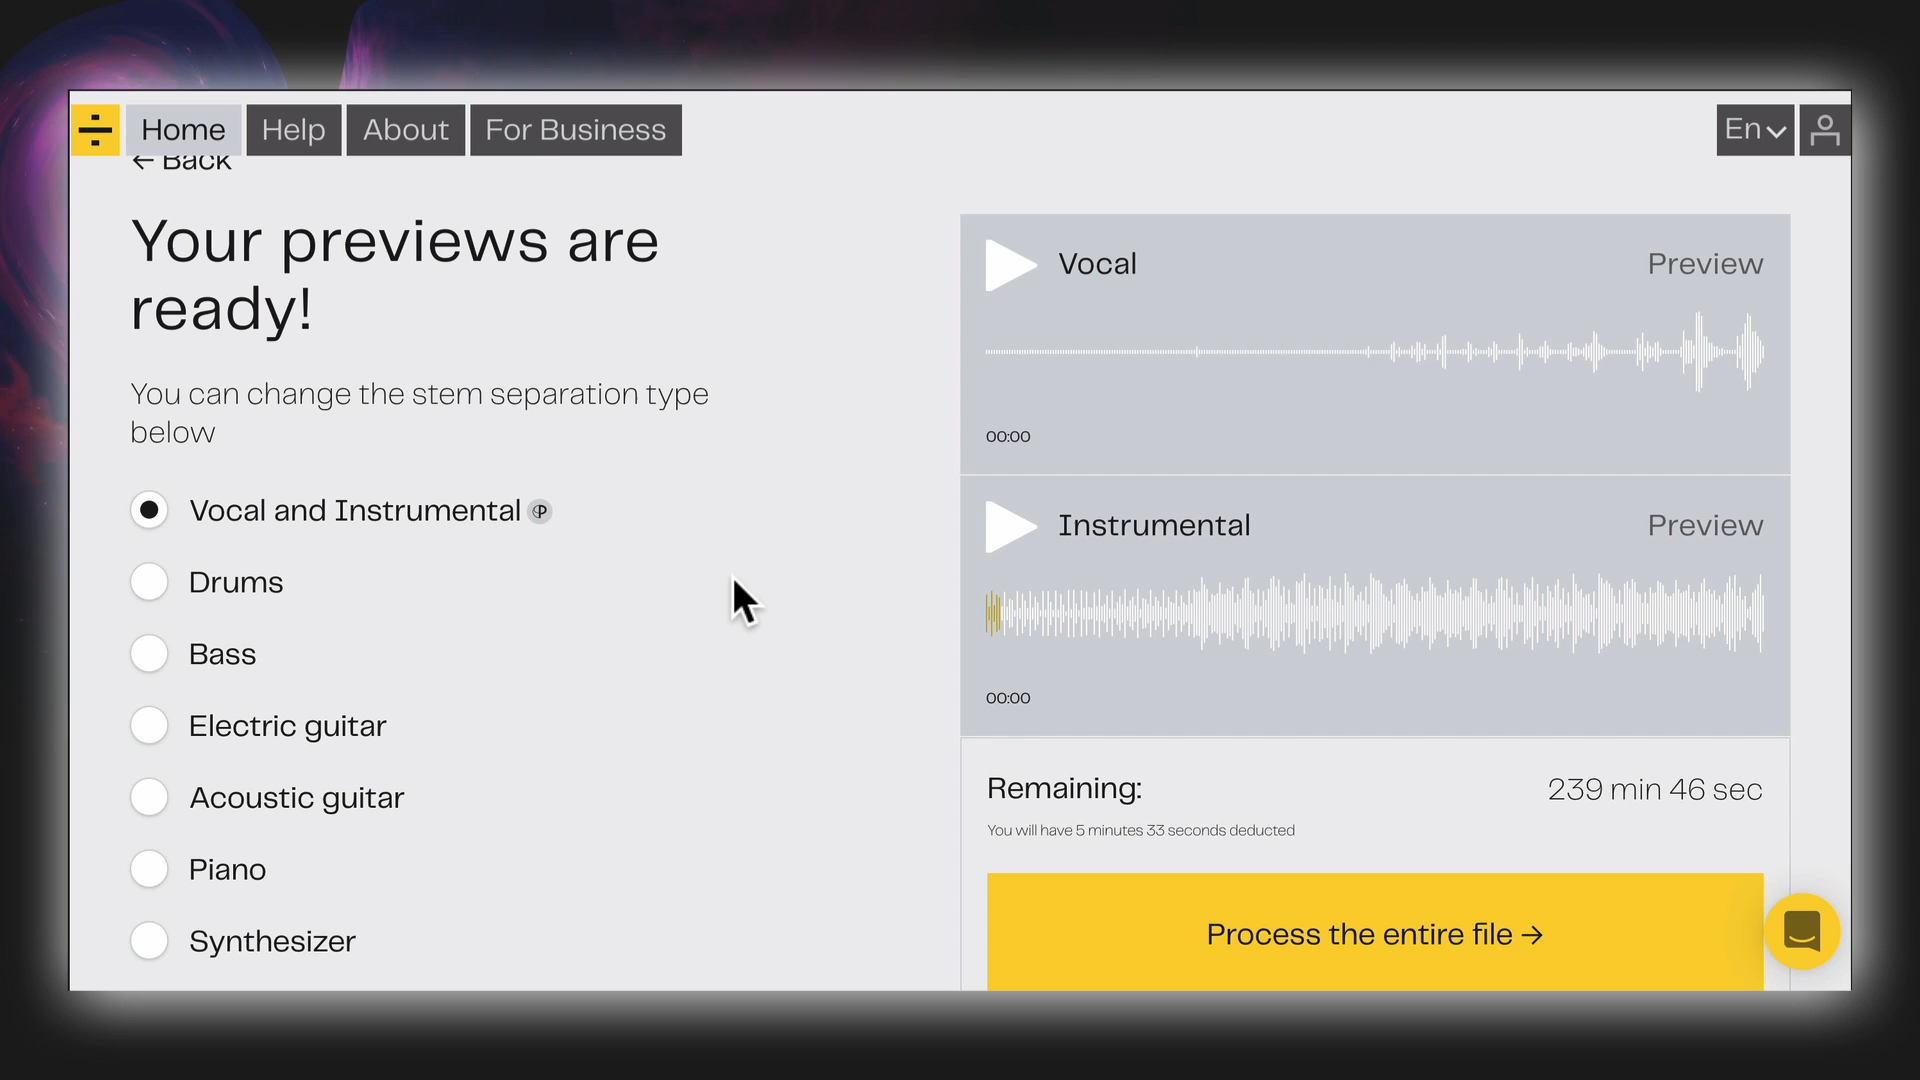 Home
Help
About
For Business
En
← Back
Your previews are
ready!
You can change the stem separation type
below
Vocal and Instrumental
Drums
Bass
Electric guitar
Acoustic guitar
Piano
Synthesizer
Vocal
Preview
00:00
Instrumental
Preview
00:00
Remaining:
239 min 46 sec
You will have 5 minutes 33 seconds deducted
Process the entire file →